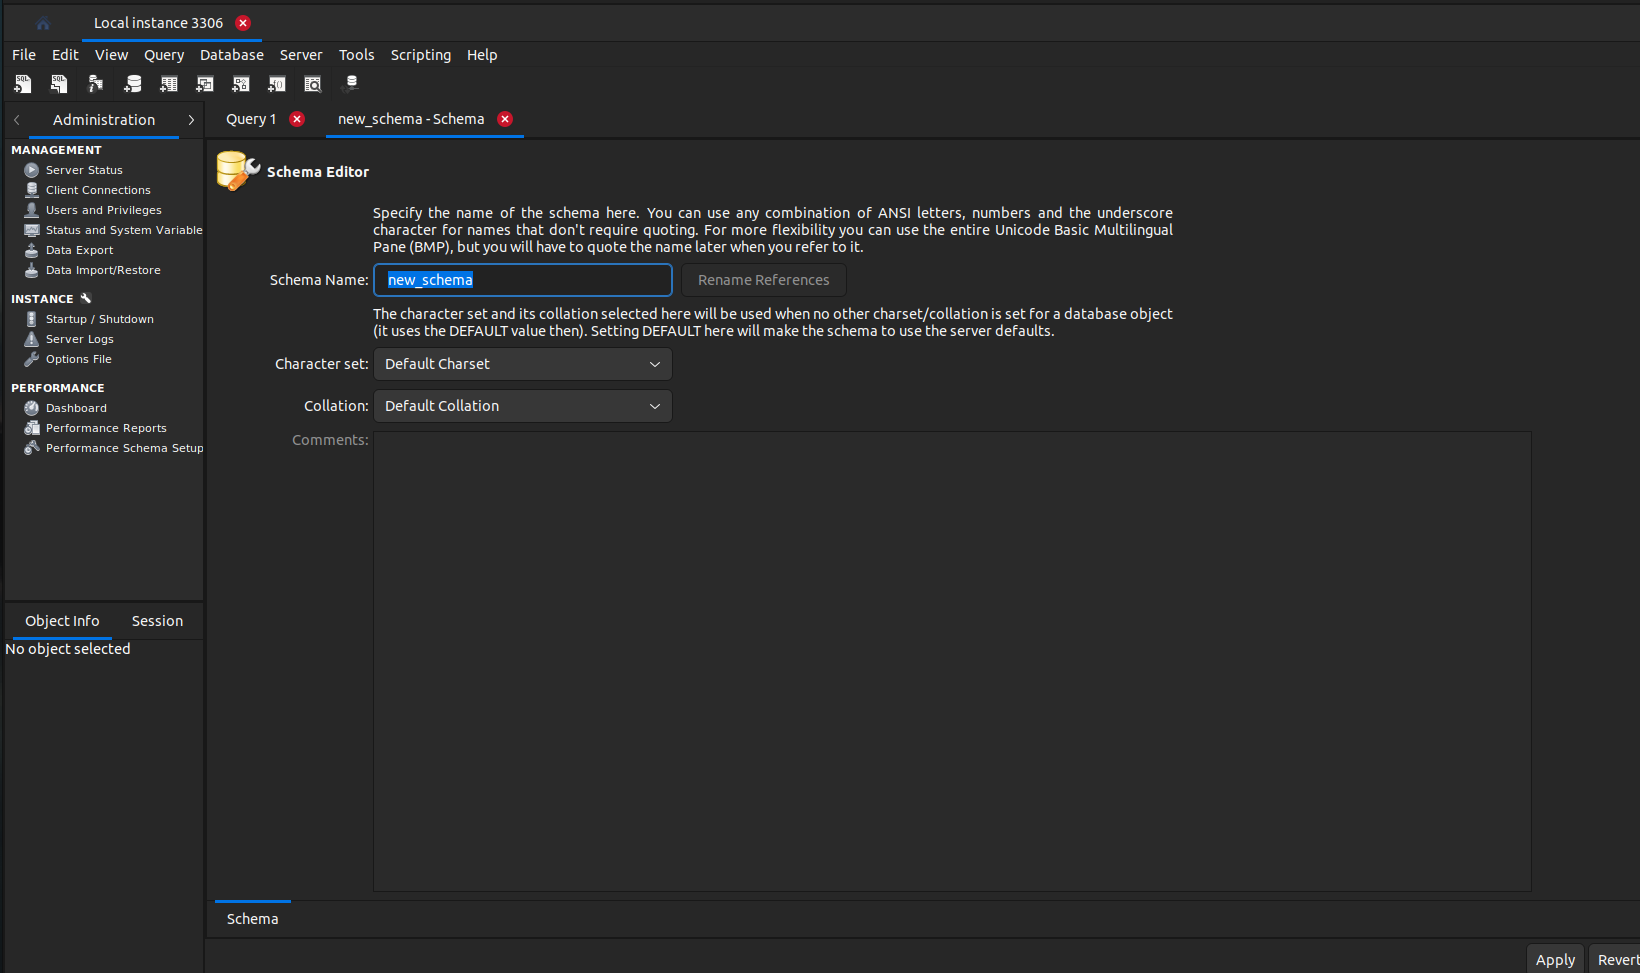 Local instance 3306
File Edit View Query Database Server Tools Scripting Help
Administration
MANAGEMENT
Server Status
Client Connections
Users and Privileges
Status and System Variable
Data Export
Data Import/Restore
INSTANCE
Startup / Shutdown
Server Logs
Options File
PERFORMANCE
Dashboard
Performance Reports
Performance Schema Setup
Object Info Session
No object selected
Query 1 new_schema - Schema
Schema Editor
Specify the name of the schema here. You can use any combination of ANSI letters, numbers and the underscore
character for names that don't require quoting. For more flexibility you can use the entire Unicode Basic Multilingual
Pane (BMP), but you will have to quote the name later when you refer to it.
Schema Name: new_schema Rename References
The character set and its collation selected here will be used when no other charset/collation is set for a database object
(it uses the DEFAULT value then). Setting DEFAULT here will make the schema to use the server defaults.
Character set: Default Charset
Collation: Default Collation
Comments:
Schema
Apply Revert